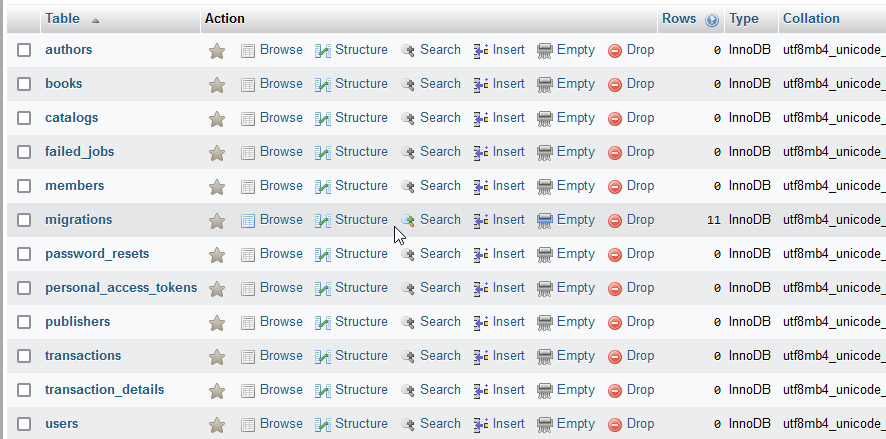 Table Action Rows Type Collation
authors Browse Structure Search Insert Empty Drop 0 InnoDB utf8mb4_unicode_
books Browse Structure Search Insert Empty Drop 0 InnoDB utf8mb4_unicode_
catalogs Browse Structure Search Insert Empty Drop 0 InnoDB utf8mb4_unicode_
failed_jobs Browse Structure Search Insert Empty Drop 0 InnoDB utf8mb4_unicode_
members Browse Structure Search Insert Empty Drop 0 InnoDB utf8mb4_unicode_
migrations Browse Structure Search Insert Empty Drop 11 InnoDB utf8mb4_unicode_
password_resets Browse Structure Search Insert Empty Drop 0 InnoDB utf8mb4_unicode_
personal_access_tokens Browse Structure Search Insert Empty Drop 0 InnoDB utf8mb4_unicode_
publishers Browse Structure Search Insert Empty Drop 0 InnoDB utf8mb4_unicode_
transactions Browse Structure Search Insert Empty Drop 0 InnoDB utf8mb4_unicode_
transaction_details Browse Structure Search Insert Empty Drop 0 InnoDB utf8mb4_unicode_
users Browse Structure Search Insert Empty Drop 0 InnoDB utf8mb4_unicode_